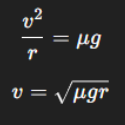 v²/r = μg
v = √μgr